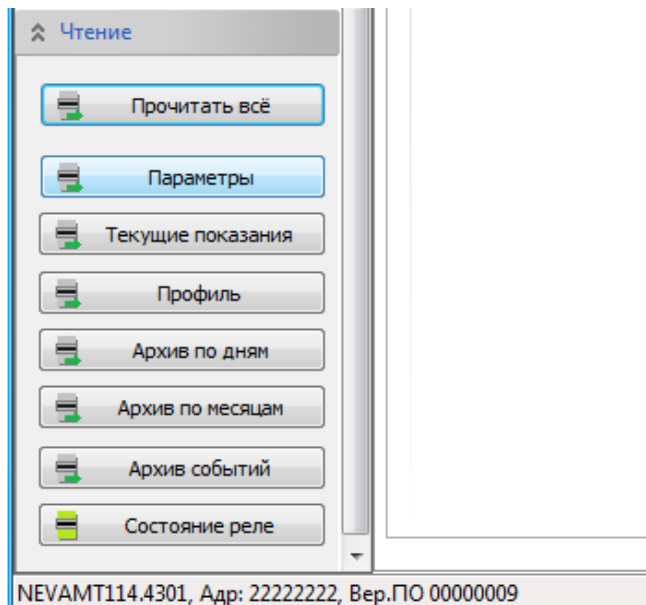 Чтение
Прочитать всё
Параметры
Текущие показания
Профиль
Архив по дням
Архив по месяцам
Архив событий
Состояние реле
NEVAMT114.4301, Адр: 22222222, Вер.ПО 00000009